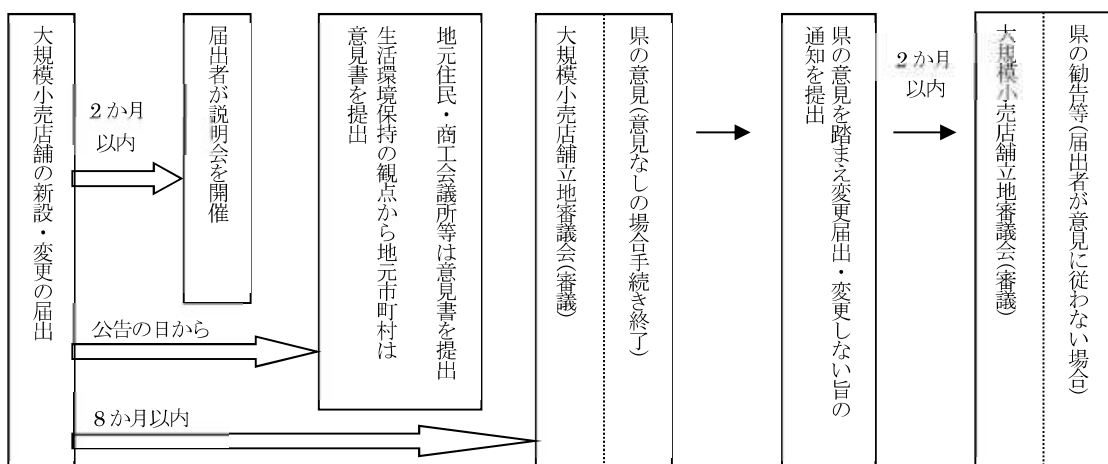 大規模小売店舗の新設・変更の届出
2か月
以内
届出者が説明会を開催
公告の日から
8か月以内
地元住民・商工会議所等は意見書を提出
生活環境保持の観点から地元市町村は
意見書を提出
県の意見(意見なしの場合手続き終了)
大規模小売店舗立地審議会(審議)
県の意見を踏まえ変更届出・変更しない旨の
通知を提出
2か月
以内
県の勧告等(届出者が意見に従わない場合)
大規模小売店舗立地審議会(審議)